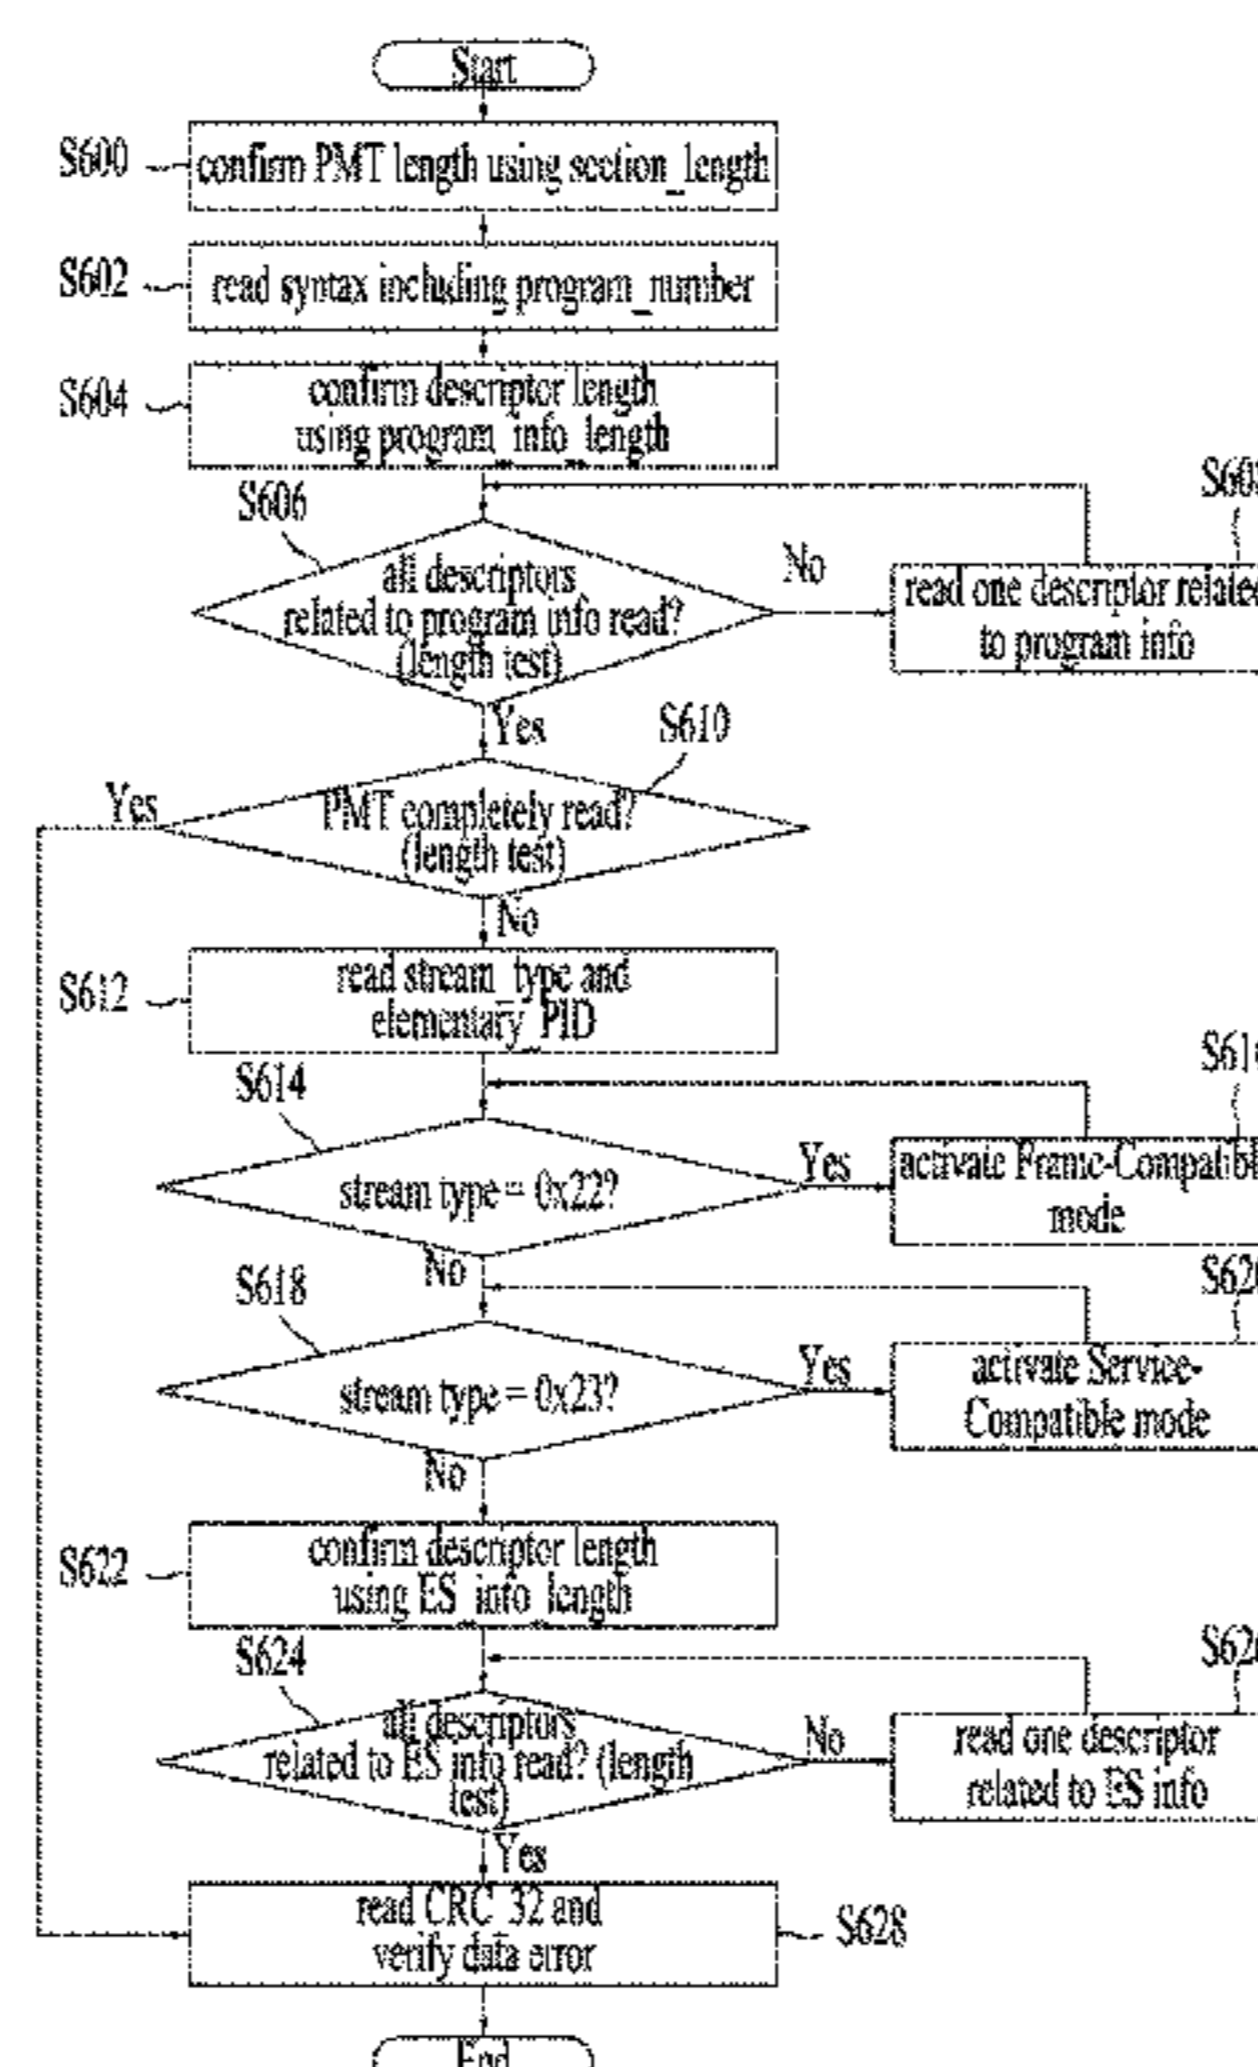 Start
S600
confirm PMT length using section_length
S602
read syntax including program_number
S604
confirm descriptor length
using program_info_length
S606
all descriptors
related to program info read?
(length test)
No
read one descriptor related
to program info
Yes
S610
Yes
PMT completely read?
(length test)
No
S612
read stream_type and
elementary_PID
S614
stream type = 0x22?
Yes
activate Frame-Compatibl
mode
No
S618
stream type = 0x23?
Yes
activate Service-
Compatible mode
No
S622
confirm descriptor length
using ES_info_length
S624
all descriptors
related to ES info read? (length
test)
No
read one descriptor
related to ES info
Yes
read CRC_32 and
verify data error
S628
End